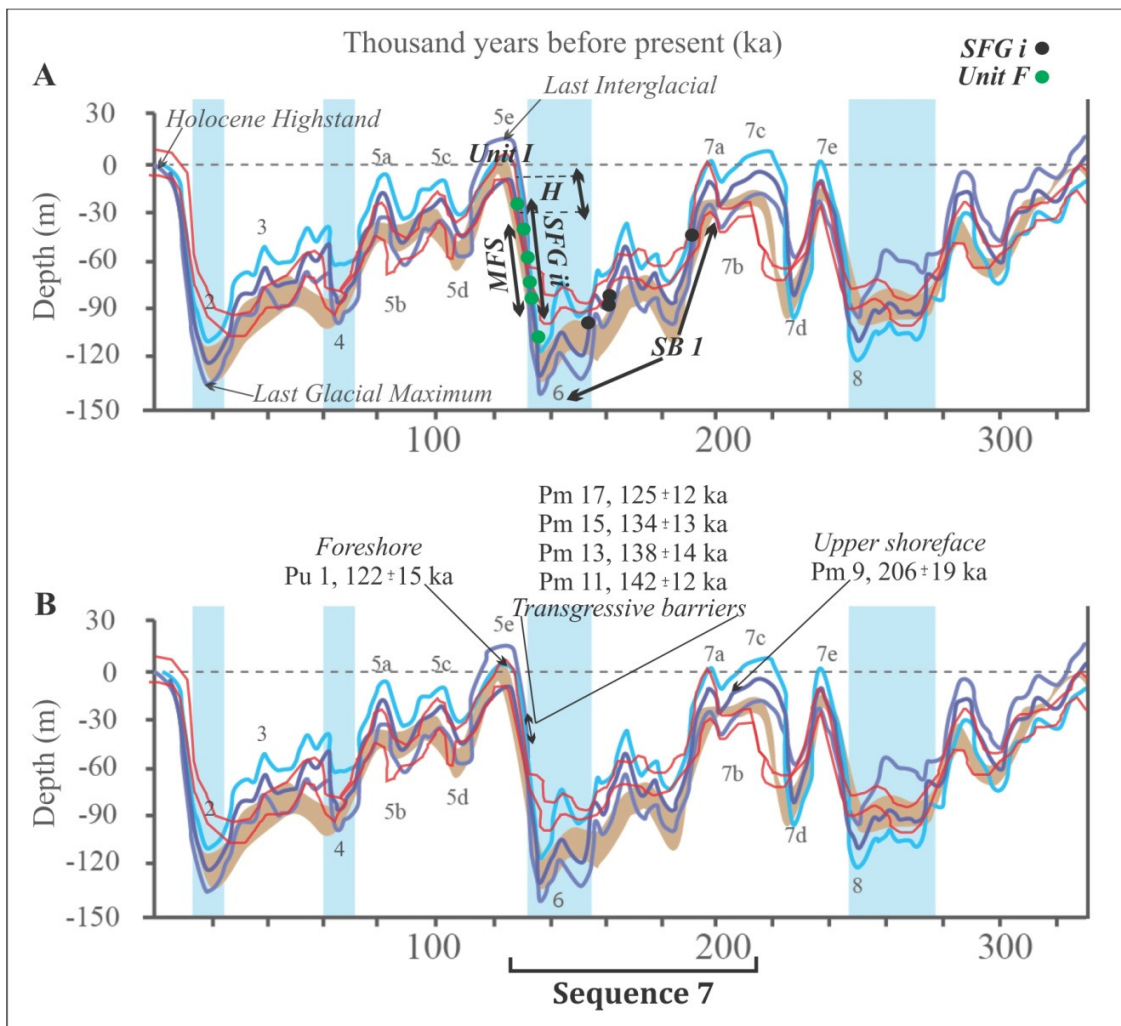 Thousand years before present (ka)
SFG i
Unit F
A
Last Interglacial
30
Holocene Highstand
5e
7c
7a
7e
5a
5c
Unit I
0
H
-30
3
SFG ii
MFS
-60
7b
2
5b
5d
-90
7d
4
SB 1
-120
6
8
Last Glacial Maximum
-150
Depth (m)
100
200
300
Pm 17, 125±12 ka
Pm 15, 134±13 ka
Pm 13, 138±14 ka
Pm 11, 142±12 ka
Transgressive barriers
Foreshore
Pu 1, 122±15 ka
Upper shoreface
Pm 9, 206±19 ka
B
30
5e
7c
7a
7e
5a
5c
0
-30
3
-60
7b
2
5b
5d
-90
7d
4
-120
6
8
-150
Depth (m)
100
200
300
Sequence 7